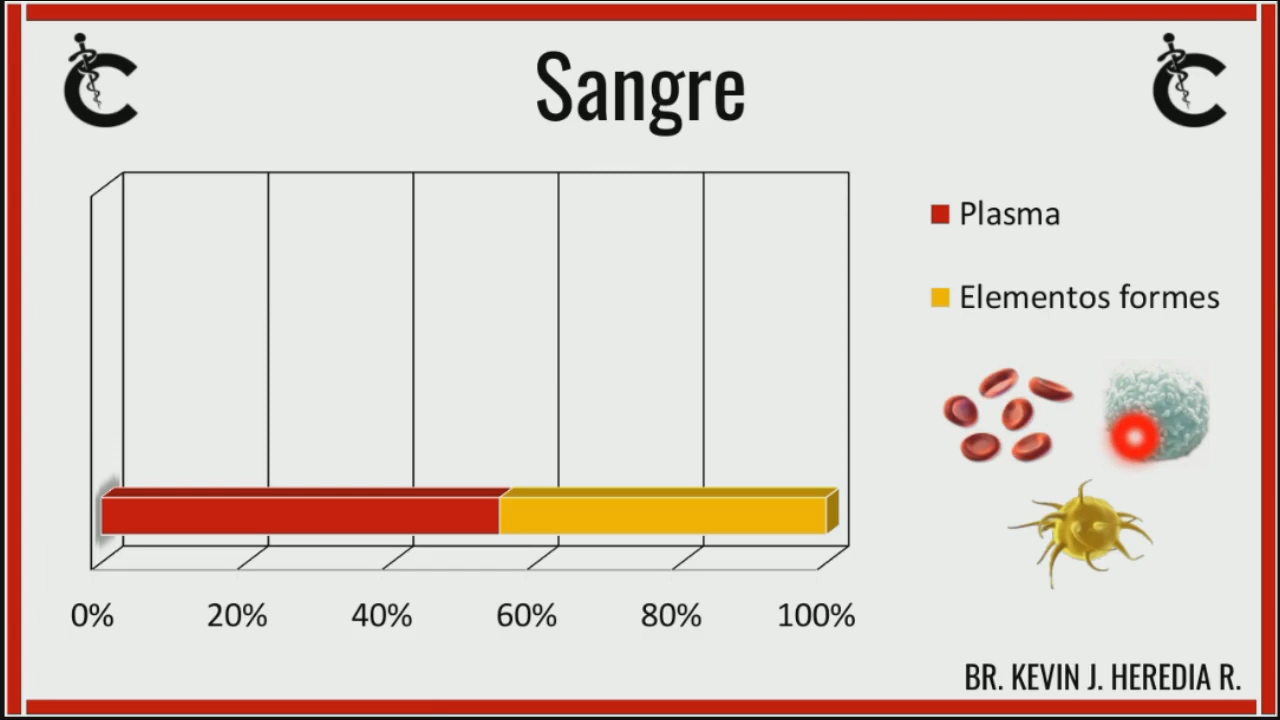 Sangre
Plasma
Elementos formes
0% 20% 40% 60% 80% 100%
BR. KEVIN J. HEREDIA R.